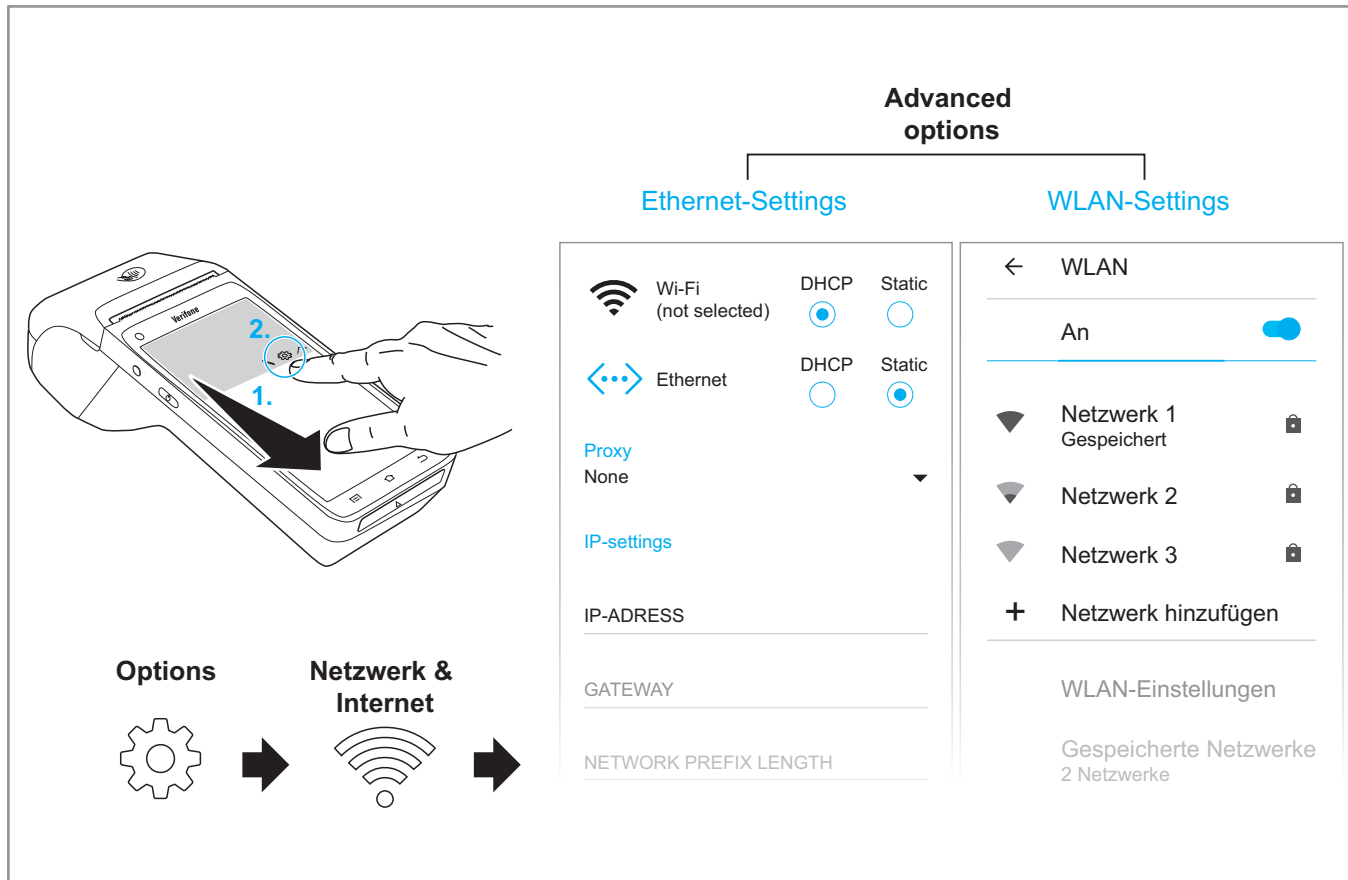 Advanced
options
Ethernet-Settings
WLAN-Settings
Verifone
2.
1.
Options
Netzwerk &
Internet
Wi-Fi
(not selected)
DHCP Static
Ethernet
DHCP Static
Proxy
None
IP-settings
IP-ADRESS
GATEWAY
NETWORK PREFIX LENGTH
WLAN
An
Netzwerk 1
Gespeichert
Netzwerk 2
Netzwerk 3
Netzwerk hinzufügen
WLAN-Einstellungen
Gespeicherte Netzwerke
2 Netzwerke